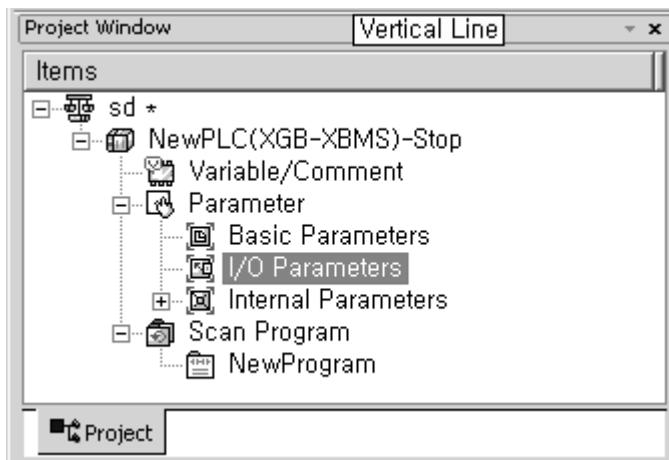 Project Window
Vertical Line
Items
sd *
NewPLC(XGB-XBMS)-Stop
Variable/Comment
Parameter
Basic Parameters
I/O Parameters
Internal Parameters
Scan Program
NewProgram
Project